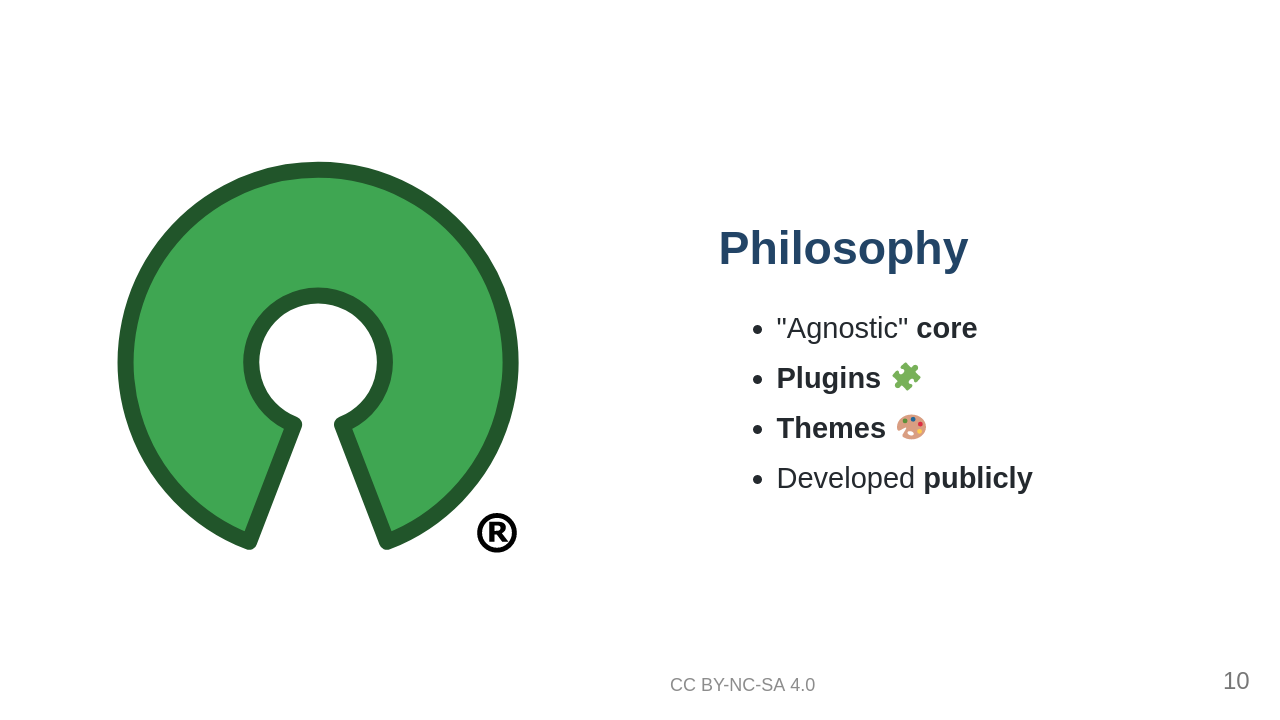 ®
Philosophy
"Agnostic" core
Plugins 🧩
Themes 🎨
Developed publicly
CC BY-NC-SA 4.0
10